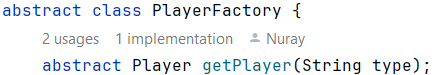 abstract class PlayerFactory {
2 usages 1 implementation Nuray
abstract Player getPlayer(String type);